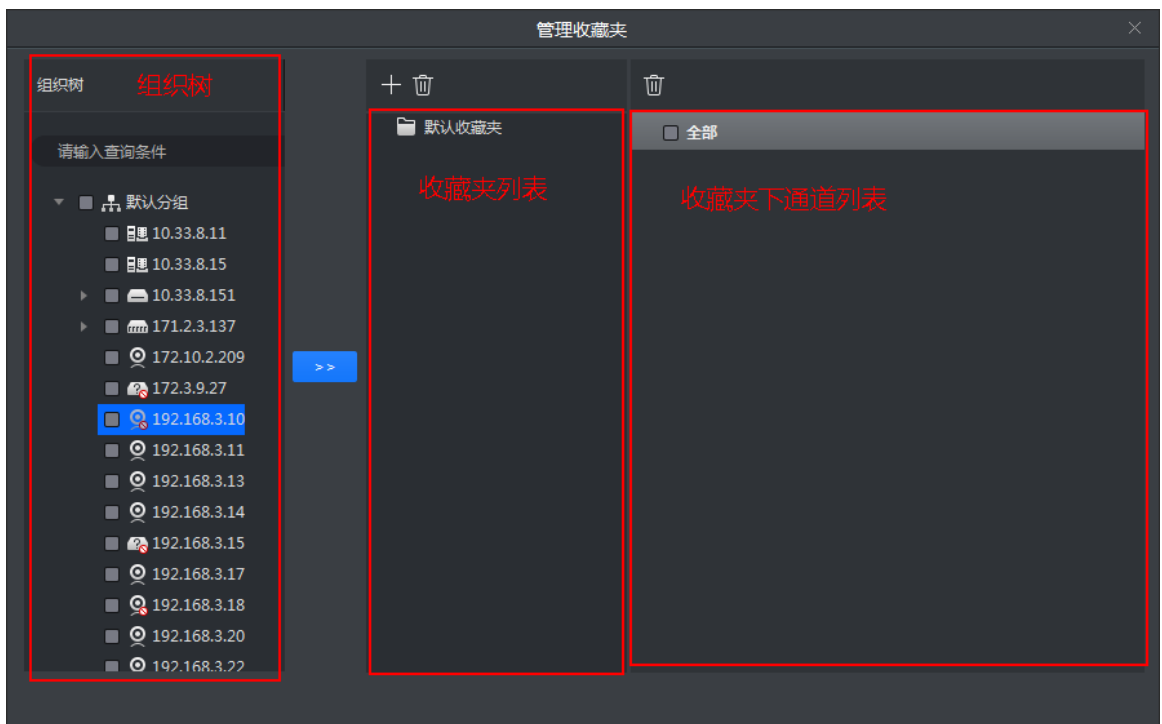 管理收藏夹
组织树 组织树
请输入查询条件
默认分组
10.33.8.11
10.33.8.15
10.33.8.151
171.2.3.137
172.10.2.209
172.3.9.27
192.168.3.10
192.168.3.11
192.168.3.13
192.168.3.14
192.168.3.15
192.168.3.17
192.168.3.18
192.168.3.20
192.168.3.22
>>
默认收藏夹
收藏夹列表
全部
收藏夹下通道列表